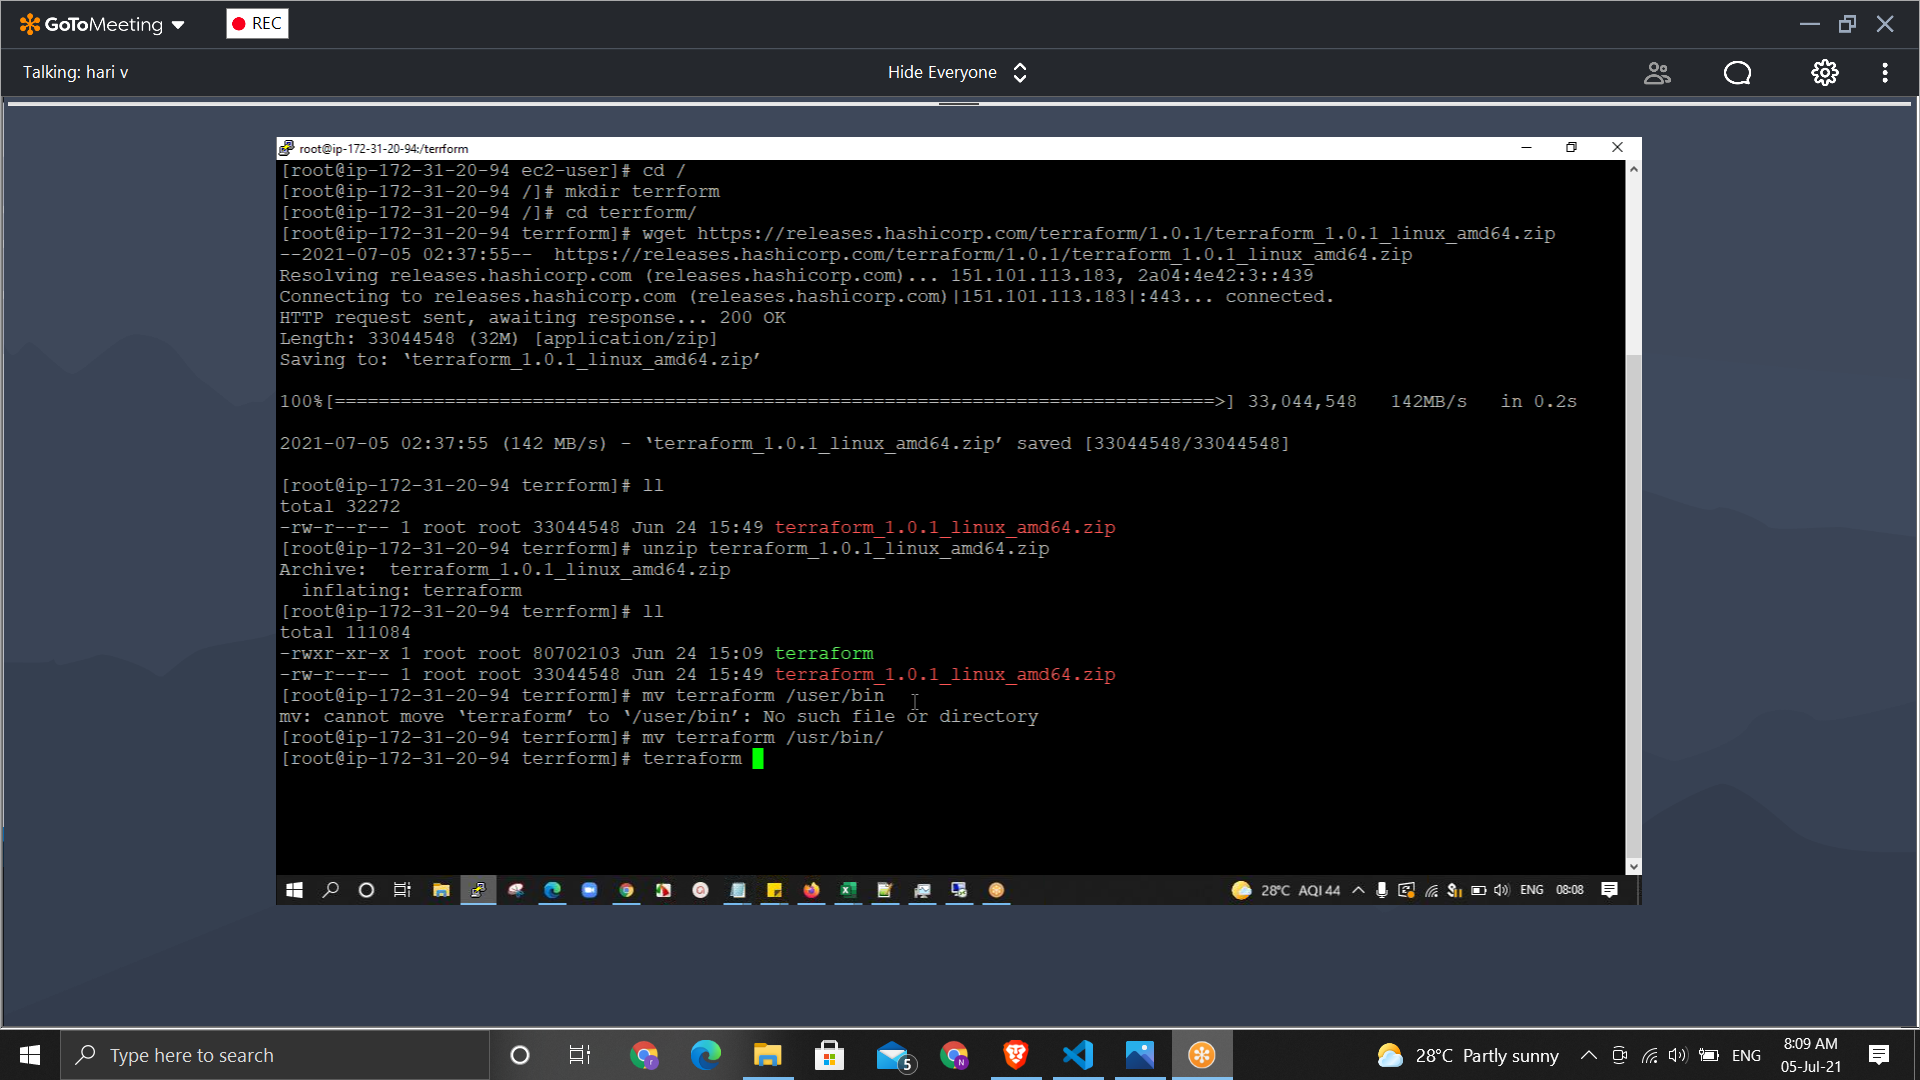 GoToMeeting
REC
Talking: hari v
Hide Everyone
root@ip-172-31-20-94:/terrform
[root@ip-172-31-20-94 ec2-user]# cd /
[root@ip-172-31-20-94 /]# mkdir terrform
[root@ip-172-31-20-94 /]# cd terrform/
[root@ip-172-31-20-94 terrform]# wget https://releases.hashicorp.com/terraform/1.0.1/terraform_1.0.1_linux_amd64.zip
--2021-07-05 02:37:55--  https://releases.hashicorp.com/terraform/1.0.1/terraform_1.0.1_linux_amd64.zip
Resolving releases.hashicorp.com (releases.hashicorp.com)... 151.101.113.183, 2a04:4e42:3::439
Connecting to releases.hashicorp.com (releases.hashicorp.com)|151.101.113.183|:443... connected.
HTTP request sent, awaiting response... 200 OK
Length: 33044548 (32M) [application/zip]
Saving to: ‘terraform_1.0.1_linux_amd64.zip’
100%[================================================================================>] 33,044,548   142MB/s   in 0.2s
2021-07-05 02:37:55 (142 MB/s) - ‘terraform_1.0.1_linux_amd64.zip’ saved [33044548/33044548]
[root@ip-172-31-20-94 terrform]# ll
total 32272
-rw-r--r-- 1 root root 33044548 Jun 24 15:49 terraform_1.0.1_linux_amd64.zip
[root@ip-172-31-20-94 terrform]# unzip terraform_1.0.1_linux_amd64.zip
Archive:  terraform_1.0.1_linux_amd64.zip
  inflating: terraform
[root@ip-172-31-20-94 terrform]# ll
total 111084
-rwxr-xr-x 1 root root 80702103 Jun 24 15:09 terraform
-rw-r--r-- 1 root root 33044548 Jun 24 15:49 terraform_1.0.1_linux_amd64.zip
[root@ip-172-31-20-94 terrform]# mv terraform /user/bin
mv: cannot move ‘terraform’ to ‘/user/bin’: No such file or directory
[root@ip-172-31-20-94 terrform]# mv terraform /usr/bin/
[root@ip-172-31-20-94 terrform]# terraform
28°C AQI 44 ENG 08:08
Type here to search
5
28°C Partly sunny
ENG
8:09 AM
05-Jul-21